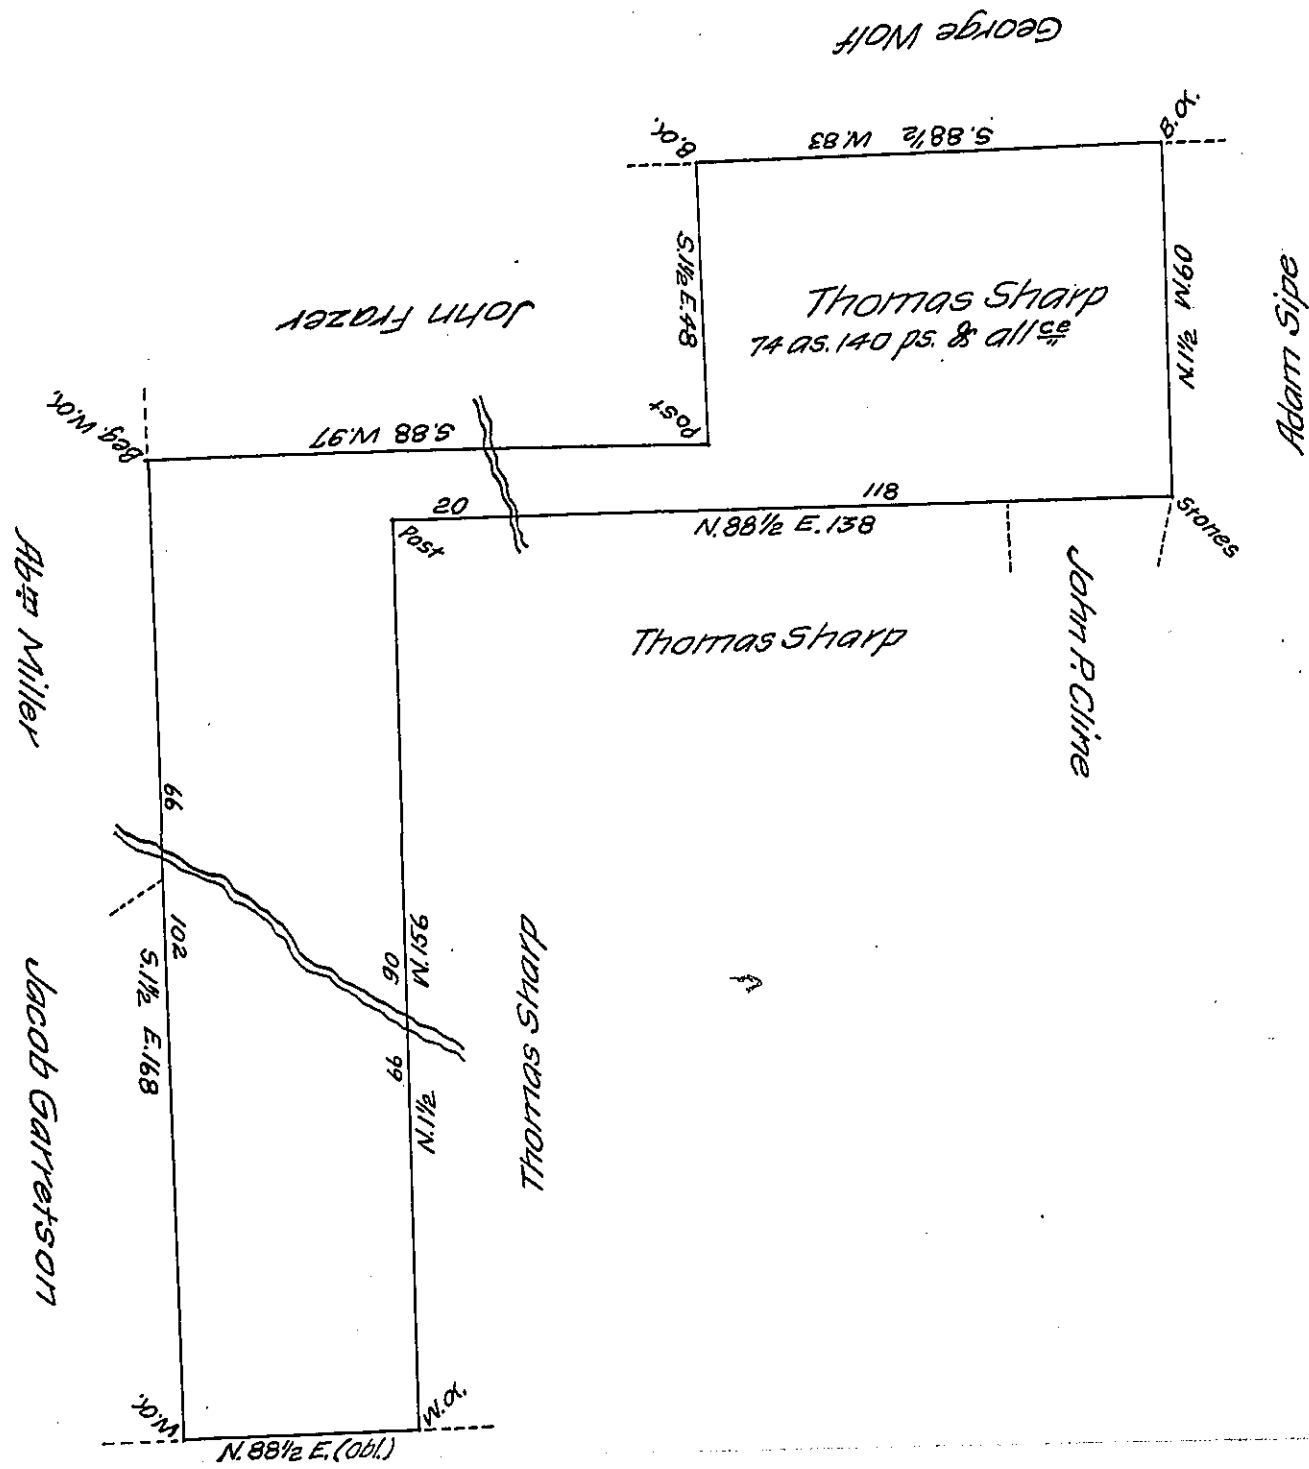 George Wolf
B.O.
S.88½ W.83
B.O.
S.1½ E.48
N.1½ W.60
Adam Sipe
Thomas Sharp
74 as. 140 ps. & allce
John Frazer
Post
Beg. W.O.
S.88 W.97
20
118
Post
N.88½ E.138
Stones
Abm Miller
Thomas Sharp
John P. Cline
66
102
S.1½ E.168
90
66
N.1½ W.156
Thomas Sharp
Jacob Garretson
W.O.
W.O.
N.88½ E.(Obl.)